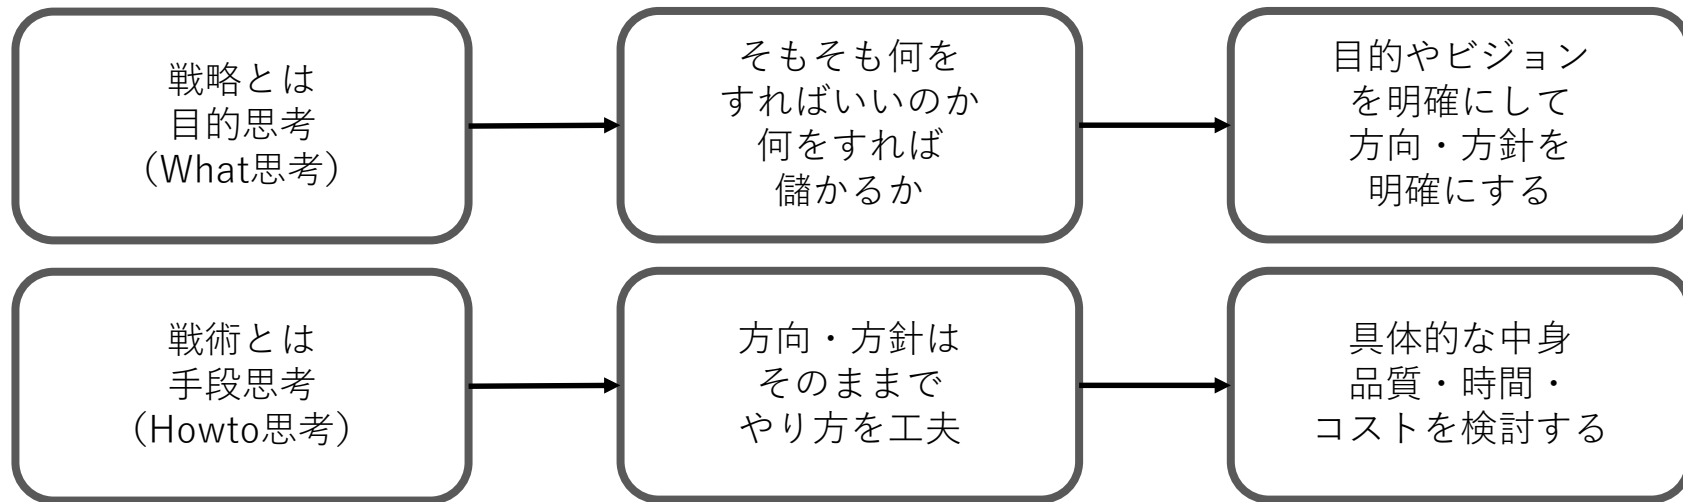 戦略とは
目的思考
（What思考）
そもそも何を
すればいいのか
何をすれば
儲かるか
目的やビジョン
を明確にして
方向・方針を
明確にする
戦術とは
手段思考
（Howto思考）
方向・方針は
そのままで
やり方を工夫
具体的な中身
品質・時間・
コストを検討する